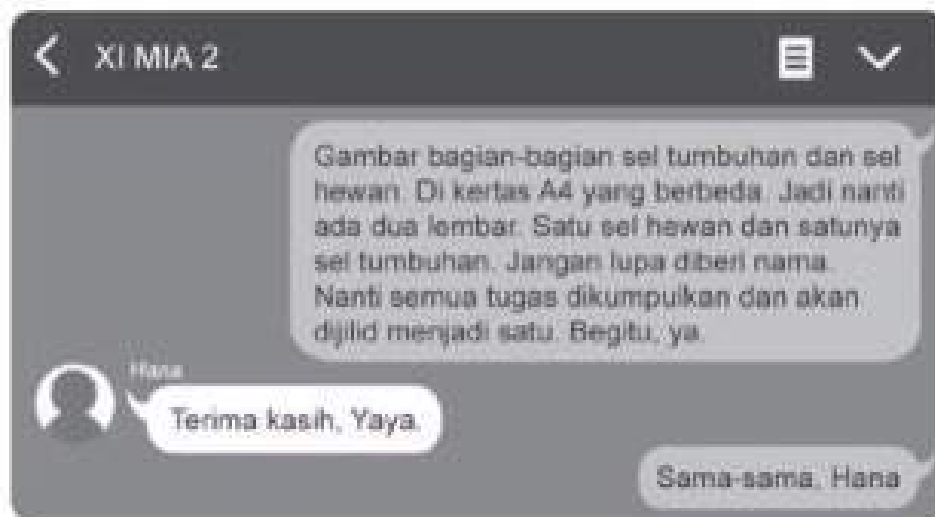 XI MIA 2
Gambar bagian-bagian sel tumbuhan dan sel
hewan. Di kertas A4 yang berbeda. Jadi nanti
ada dua lembar. Satu sel hewan dan satunya
sel tumbuhan. Jangan lupa diberi nama.
Nanti semua tugas dikumpulkan dan akan
dijilid menjadi satu. Begitu, ya.
Hana
Terima kasih, Yaya.
Sama-sama, Hana